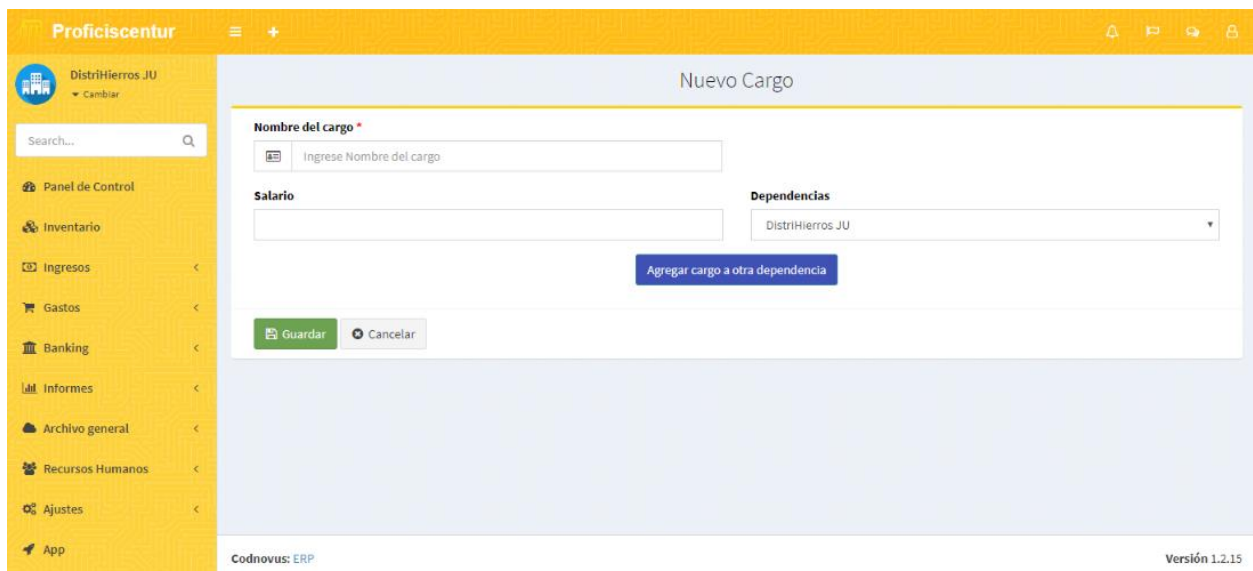 Proficiscentur
DistriHierros JU
Cambiar
Search...
Panel de Control
Inventario
Ingresos
Gastos
Banking
Informes
Archivo general
Recursos Humanos
Ajustes
App
Nuevo Cargo
Nombre del cargo *
Ingrese Nombre del cargo
Salario
Dependencias
DistriHierros JU
Agregar cargo a otra dependencia
Guardar
Cancelar
Codnovus: ERP
Versión 1.2.15